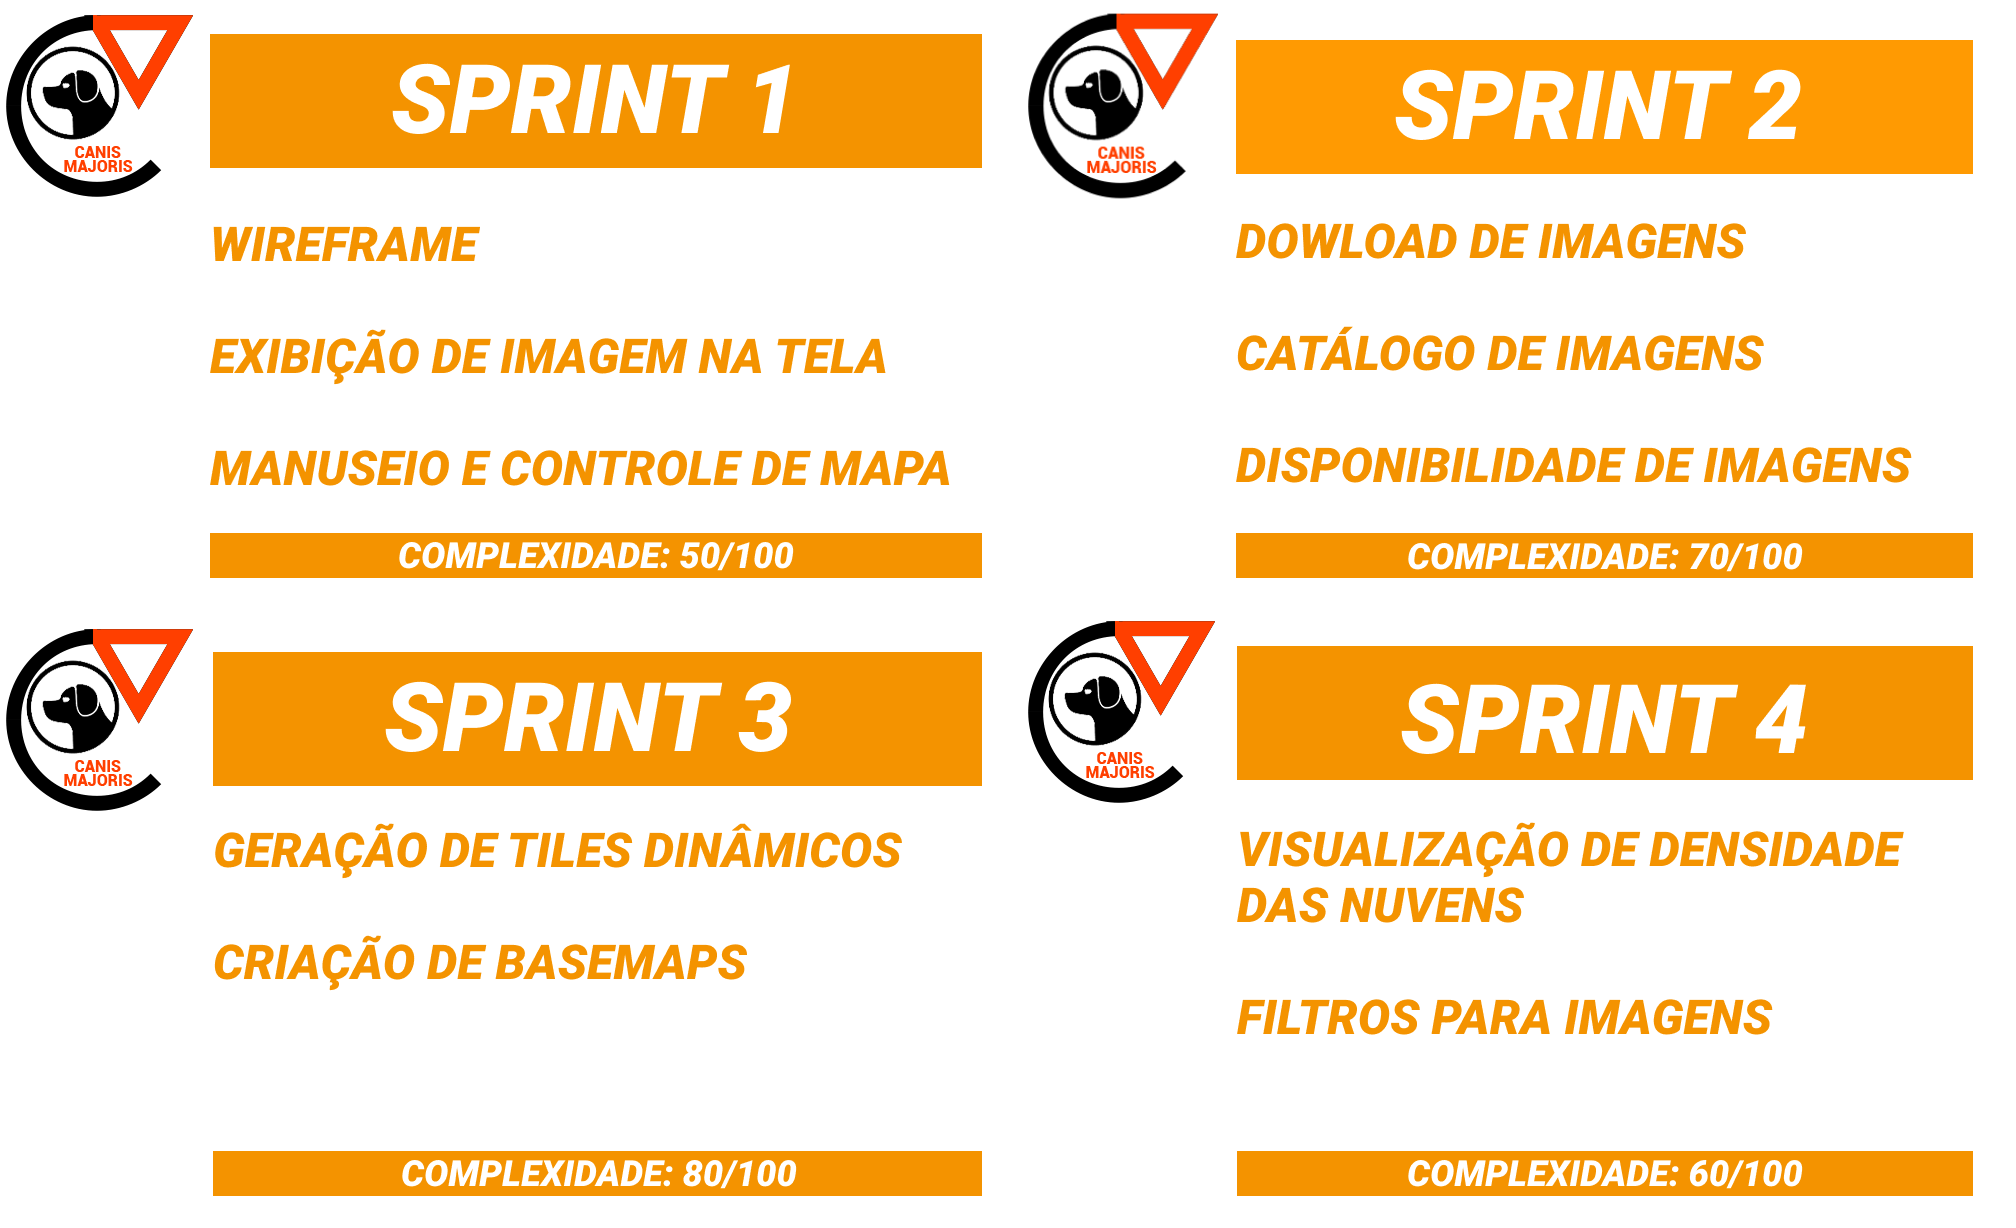 CANIS
MAJORIS
SPRINT 1
WIREFRAME
EXIBIÇÃO DE IMAGEM NA TELA
MANUSEIO E CONTROLE DE MAPA
COMPLEXIDADE: 50/100
CANIS
MAJORIS
SPRINT 2
DOWLOAD DE IMAGENS
CATÁLOGO DE IMAGENS
DISPONIBILIDADE DE IMAGENS
COMPLEXIDADE: 70/100
CANIS
MAJORIS
SPRINT 3
GERAÇÃO DE TILES DINÂMICOS
CRIAÇÃO DE BASEMAPS
COMPLEXIDADE: 80/100
CANIS
MAJORIS
SPRINT 4
VISUALIZAÇÃO DE DENSIDADE
DAS NUVENS
FILTROS PARA IMAGENS
COMPLEXIDADE: 60/100